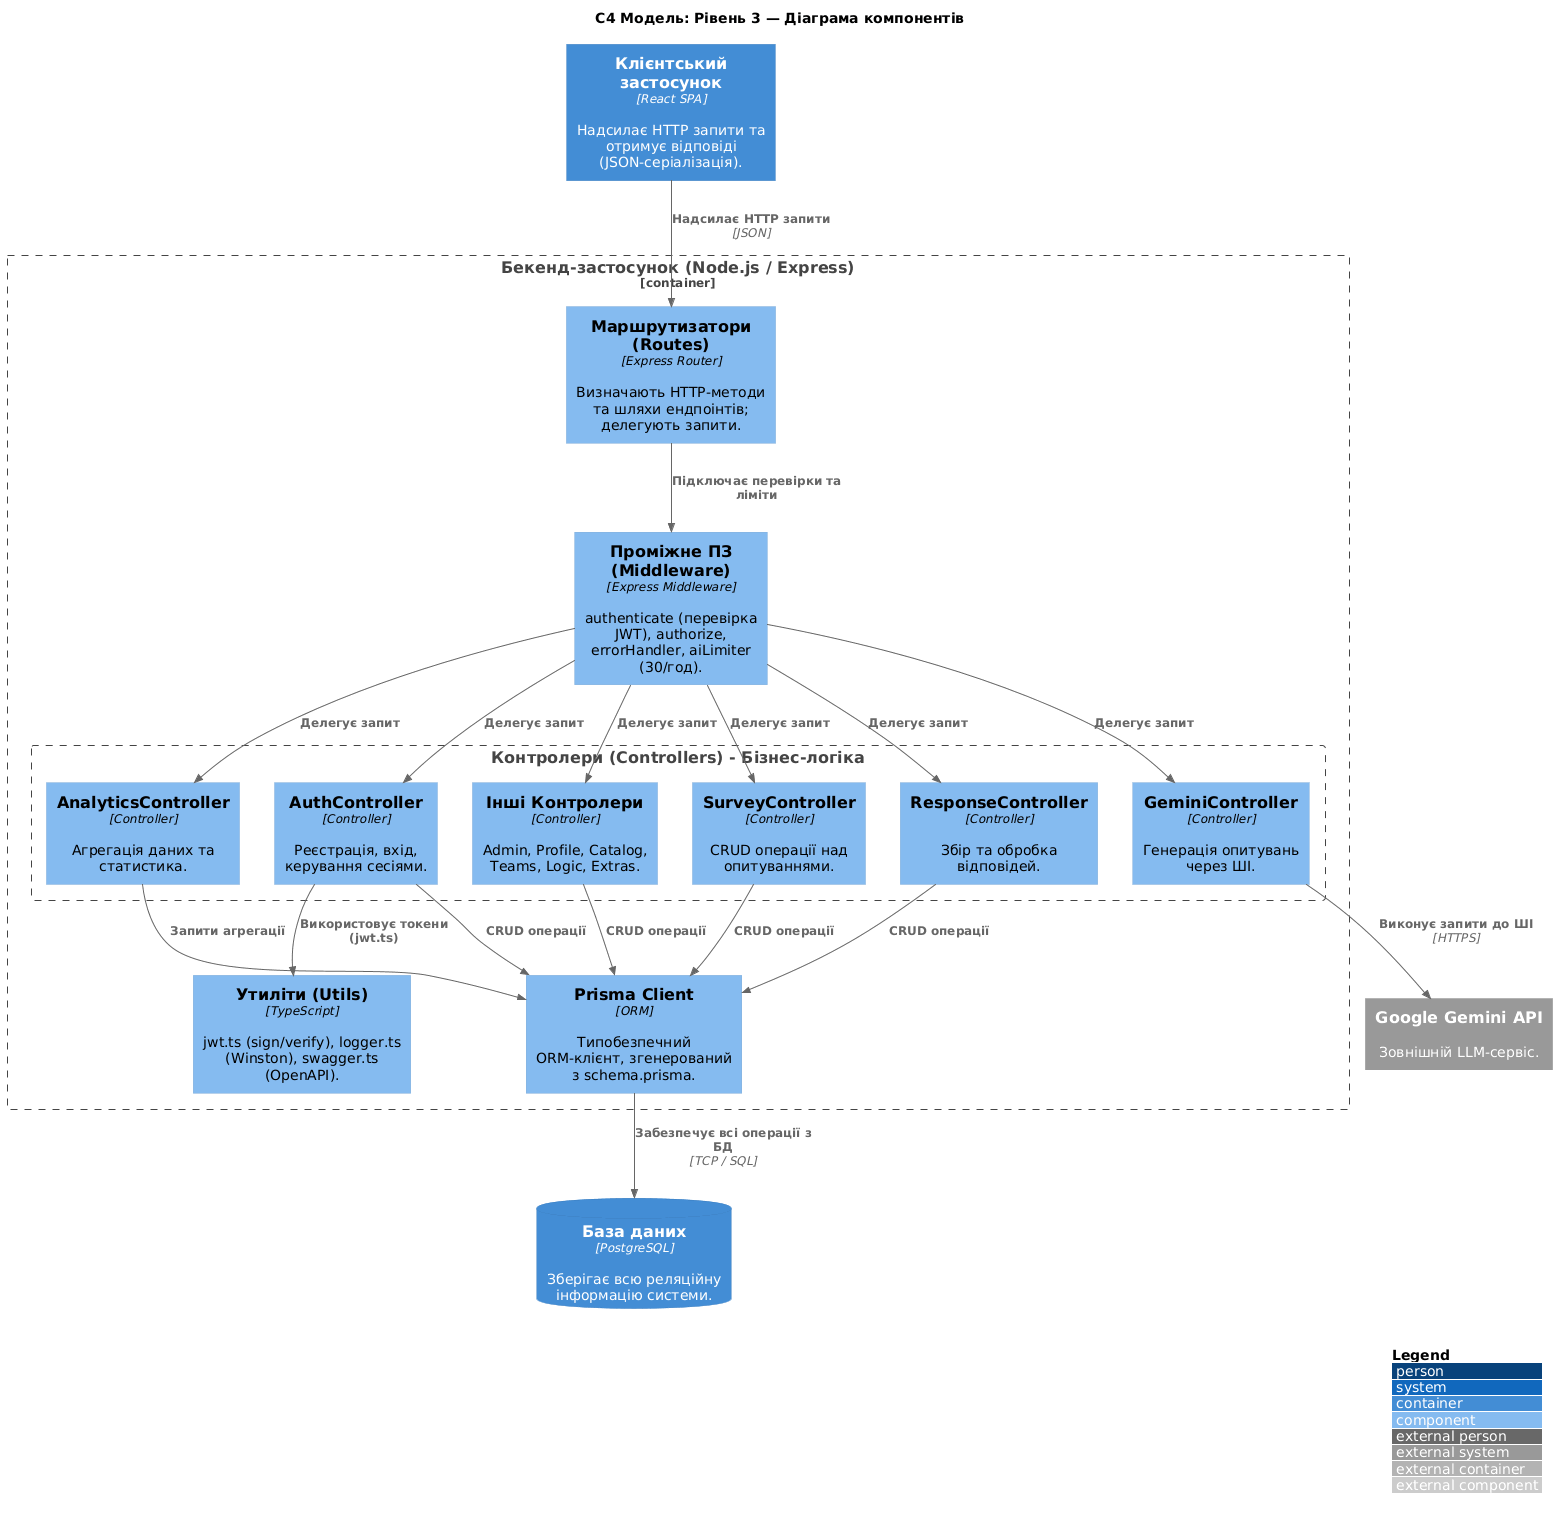 C4 Модель: Рівень 3 — Діаграма компонентів
Клієнтський
застосунок
[React SPA]
Надсилає HTTP запити та
отримує відповіді
(JSON-серіалізація).
Надсилає HTTP запити
[JSON]
Бекенд-застосунок (Node.js / Express)
[container]
Маршрутизатори
(Routes)
[Express Router]
Визначають HTTP-методи
та шляхи ендпоінтів;
делегують запити.
Підключає перевірки та
ліміти
Проміжне ПЗ
(Middleware)
[Express Middleware]
authenticate (перевірка
JWT), authorize,
errorHandler, aiLimiter
(30/год).
Делегує запит
Делегує запит
Делегує запит
Делегує запит
Делегує запит
Делегує запит
Контролери (Controllers) - Бізнес-логіка
AnalyticsController
[Controller]
Агрегація даних та
статистика.
AuthController
[Controller]
Реєстрація, вхід,
керування сесіями.
Інші Контролери
[Controller]
Admin, Profile, Catalog,
Teams, Logic, Extras.
SurveyController
[Controller]
CRUD операції над
опитуваннями.
ResponseController
[Controller]
Збір та обробка
відповідей.
GeminiController
[Controller]
Генерація опитувань
через ШІ.
Запити агрегації
Використовує токени
(jwt.ts)
CRUD операції
CRUD операції
CRUD операції
CRUD операції
Виконує запити до ШІ
[HTTPS]
Утиліти (Utils)
[TypeScript]
jwt.ts (sign/verify), logger.ts
(Winston), swagger.ts
(OpenAPI).
Prisma Client
[ORM]
Типобезпечний
ORM-клієнт, згенерований
з schema.prisma.
Google Gemini API
Зовнішній LLM-сервіс.
Забезпечує всі операції з
БД
[TCP / SQL]
База даних
[PostgreSQL]
Зберігає всю реляційну
інформацію системи.
Legend
person
system
container
component
external person
external system
external container
external component